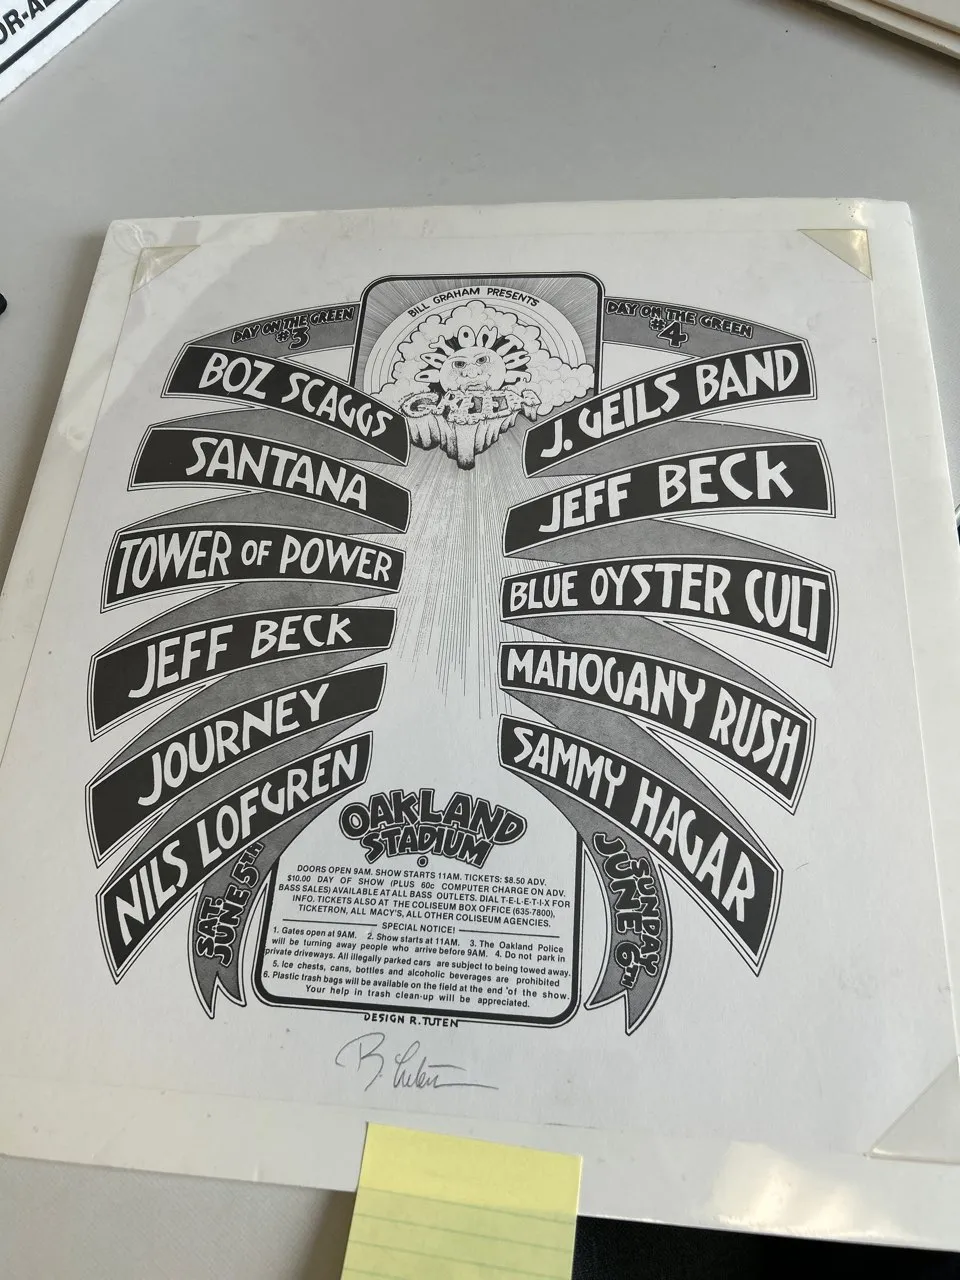 OR-AL
BILL GRAHAM PRESENTS
DAY ON THE
GREEN
DAY ON THE GREEN
#3
BOZ SCAGGS
SANTANA
TOWER OF POWER
JEFF BECK
JOURNEY
NILS LOFGREN
SAT.
JUNE 5TH
DAY ON THE GREEN
#4
J. GEILS BAND
JEFF BECK
BLUE OYSTER CULT
MAHOGANY RUSH
SAMMY HAGAR
SUNDAY
JUNE 6TH
OAKLAND
STADIUM
DOORS OPEN 9AM. SHOW STARTS 11AM. TICKETS: $8.50 ADV.
$10.00 DAY OF SHOW (PLUS 60c COMPUTER CHARGE ON ADV.
BASS SALES) AVAILABLE AT ALL BASS OUTLETS. DIAL T-E-L-E-T-I-X FOR
INFO. TICKETS ALSO AT THE COLISEUM BOX OFFICE (635-7800),
TICKETRON, ALL MACY'S, ALL OTHER COLISEUM AGENCIES.
SPECIAL NOTICE!
1. Gates open at 9AM. 2. Show starts at 11AM. 3. The Oakland Police
will be turning away people who arrive before 9AM. 4. Do not park in
private driveways. All illegally parked cars are subject to being towed away.
5. Ice chests, cans, bottles and alcoholic beverages are prohibited
6. Plastic trash bags will be available on the field at the end of the show.
Your help in trash clean-up will be appreciated.
DESIGN R. TUTEN
R. Tuten